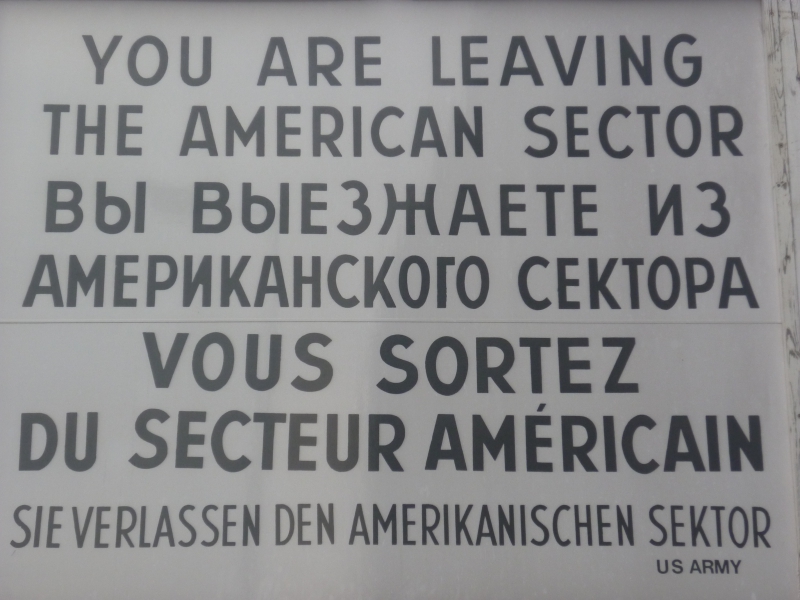 YOU ARE LEAVING
THE AMERICAN SECTOR
ВЫ ВЫЕЗЖАЕТЕ ИЗ
АМЕРИКАНСКОГО СЕКТОРА
VOUS SORTEZ
DU SECTEUR AMÉRICAIN
SIE VERLASSEN DEN AMERIKANISCHEN SEKTOR
US ARMY